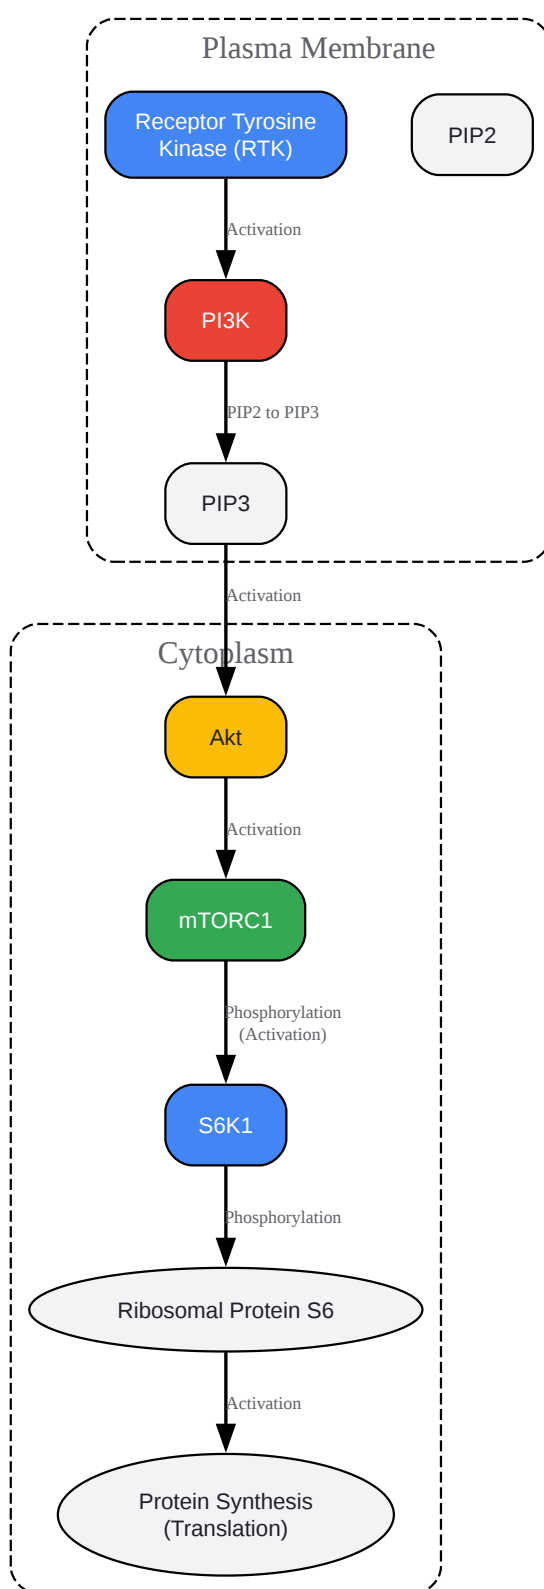 Plasma Membrane
Receptor Tyrosine
Kinase (RTK)
PIP2
Activation
PI3K
PIP2 to PIP3
PIP3
Activation
Cytoplasm
Akt
Activation
mTORC1
Phosphorylation
(Activation)
S6K1
Phosphorylation
Ribosomal Protein S6
Activation
Protein Synthesis
(Translation)